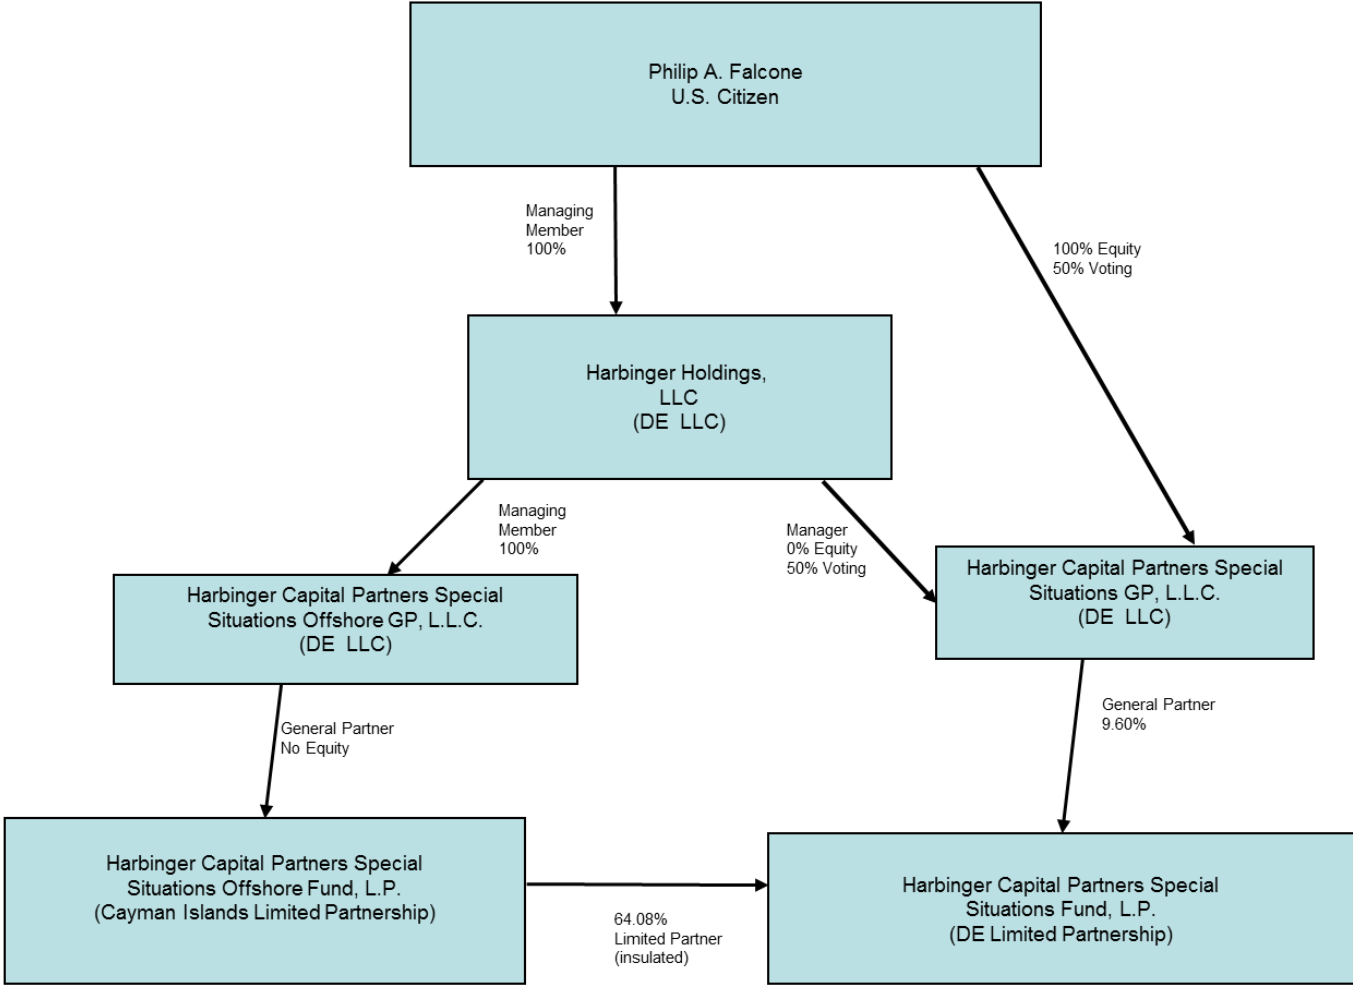 Philip A. Falcone
U.S. Citizen
Managing
Member
100%
100% Equity
50% Voting
Harbinger Holdings,
LLC
(DE LLC)
Managing
Member
100%
Manager
0% Equity
50% Voting
Harbinger Capital Partners Special
Situations Offshore GP, L.L.C.
(DE LLC)
Harbinger Capital Partners Special
Situations GP, L.L.C.
(DE LLC)
General Partner
No Equity
General Partner
9.60%
Harbinger Capital Partners Special
Situations Offshore Fund, L.P.
(Cayman Islands Limited Partnership)
64.08%
Limited Partner
(insulated)
Harbinger Capital Partners Special
Situations Fund, L.P.
(DE Limited Partnership)